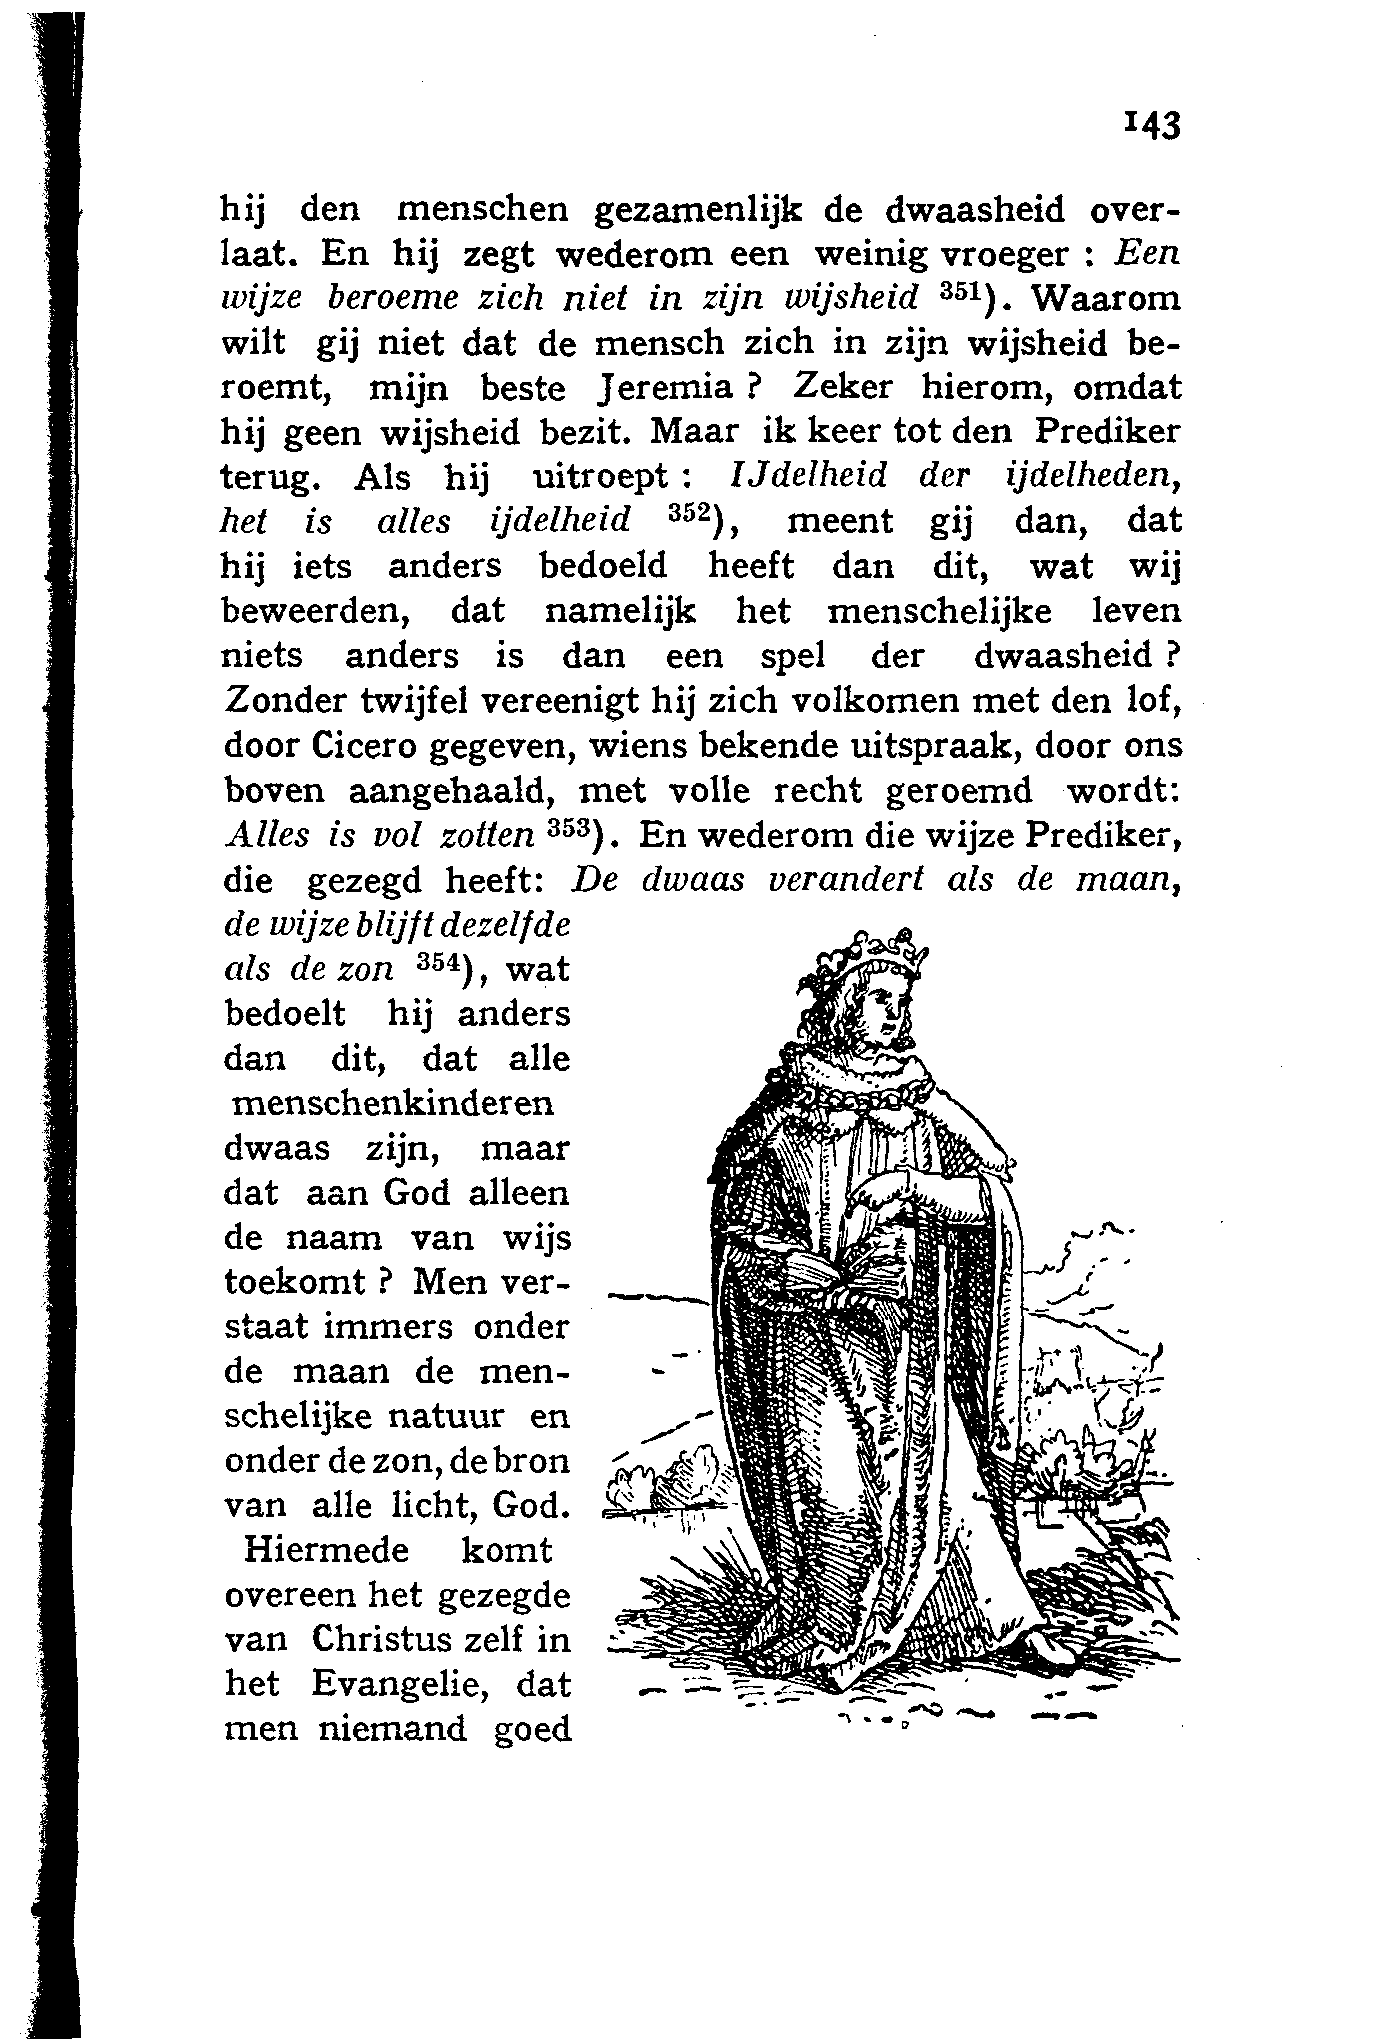 143
hij den menschen gezamenlijk de dwaasheid over-
laat. En hij zegt wederom een weinig vroeger : Een
wijze beroeme zich niet in zijn wijsheid 351). Waarom
wilt gij niet dat de mensch zich in zijn wijsheid be-
roemt, mijn beste Jeremia ? Zeker hierom, omdat
hij geen wijsheid bezit. Maar ik keer tot den Prediker
terug. Als hij uitroept : IJdelheid der ijdelheden,
het is alles ijdelheid 352), meent gij dan, dat
hij iets anders bedoeld heeft dan dit, wat wij
beweerden, dat namelijk het menschelijke leven
niets anders is dan een spel der dwaasheid ?
Zonder twijfel vereenigt hij zich volkomen met den lof,
door Cicero gegeven, wiens bekende uitspraak, door ons
boven aangehaald, met volle recht geroemd wordt:
Alles is vol zotten 353). En wederom die wijze Prediker,
die gezegd heeft: De dwaas verandert als de maan,
de wijze blijft dezelfde
als de zon 354), wat
bedoelt hij anders
dan dit, dat alle
menschenkinderen
dwaas zijn, maar
dat aan God alleen
de naam van wijs
toekomt ? Men ver-
staat immers onder
de maan de men-
schelijke natuur en
onder de zon, de bron
van alle licht, God.
Hiermede komt
overeen het gezegde
van Christus zelf in
het Evangelie, dat
men niemand goed